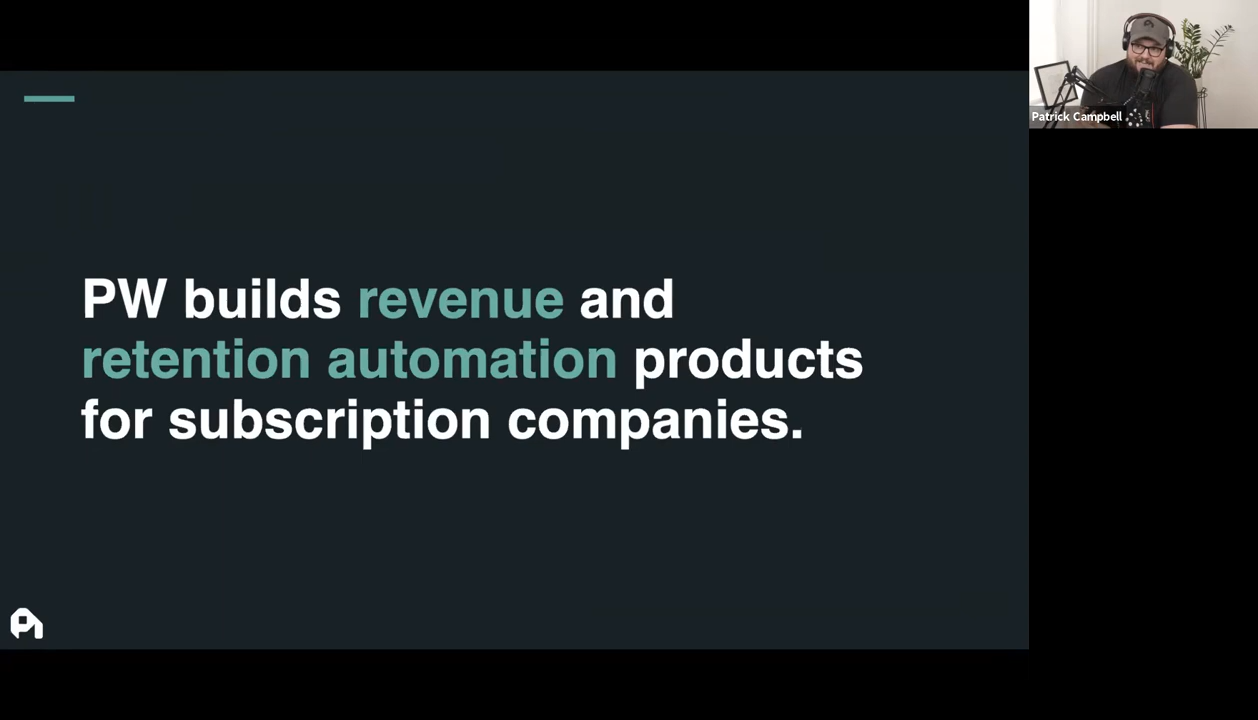 Patrick Campbell
PW builds revenue and
retention automation products
for subscription companies.